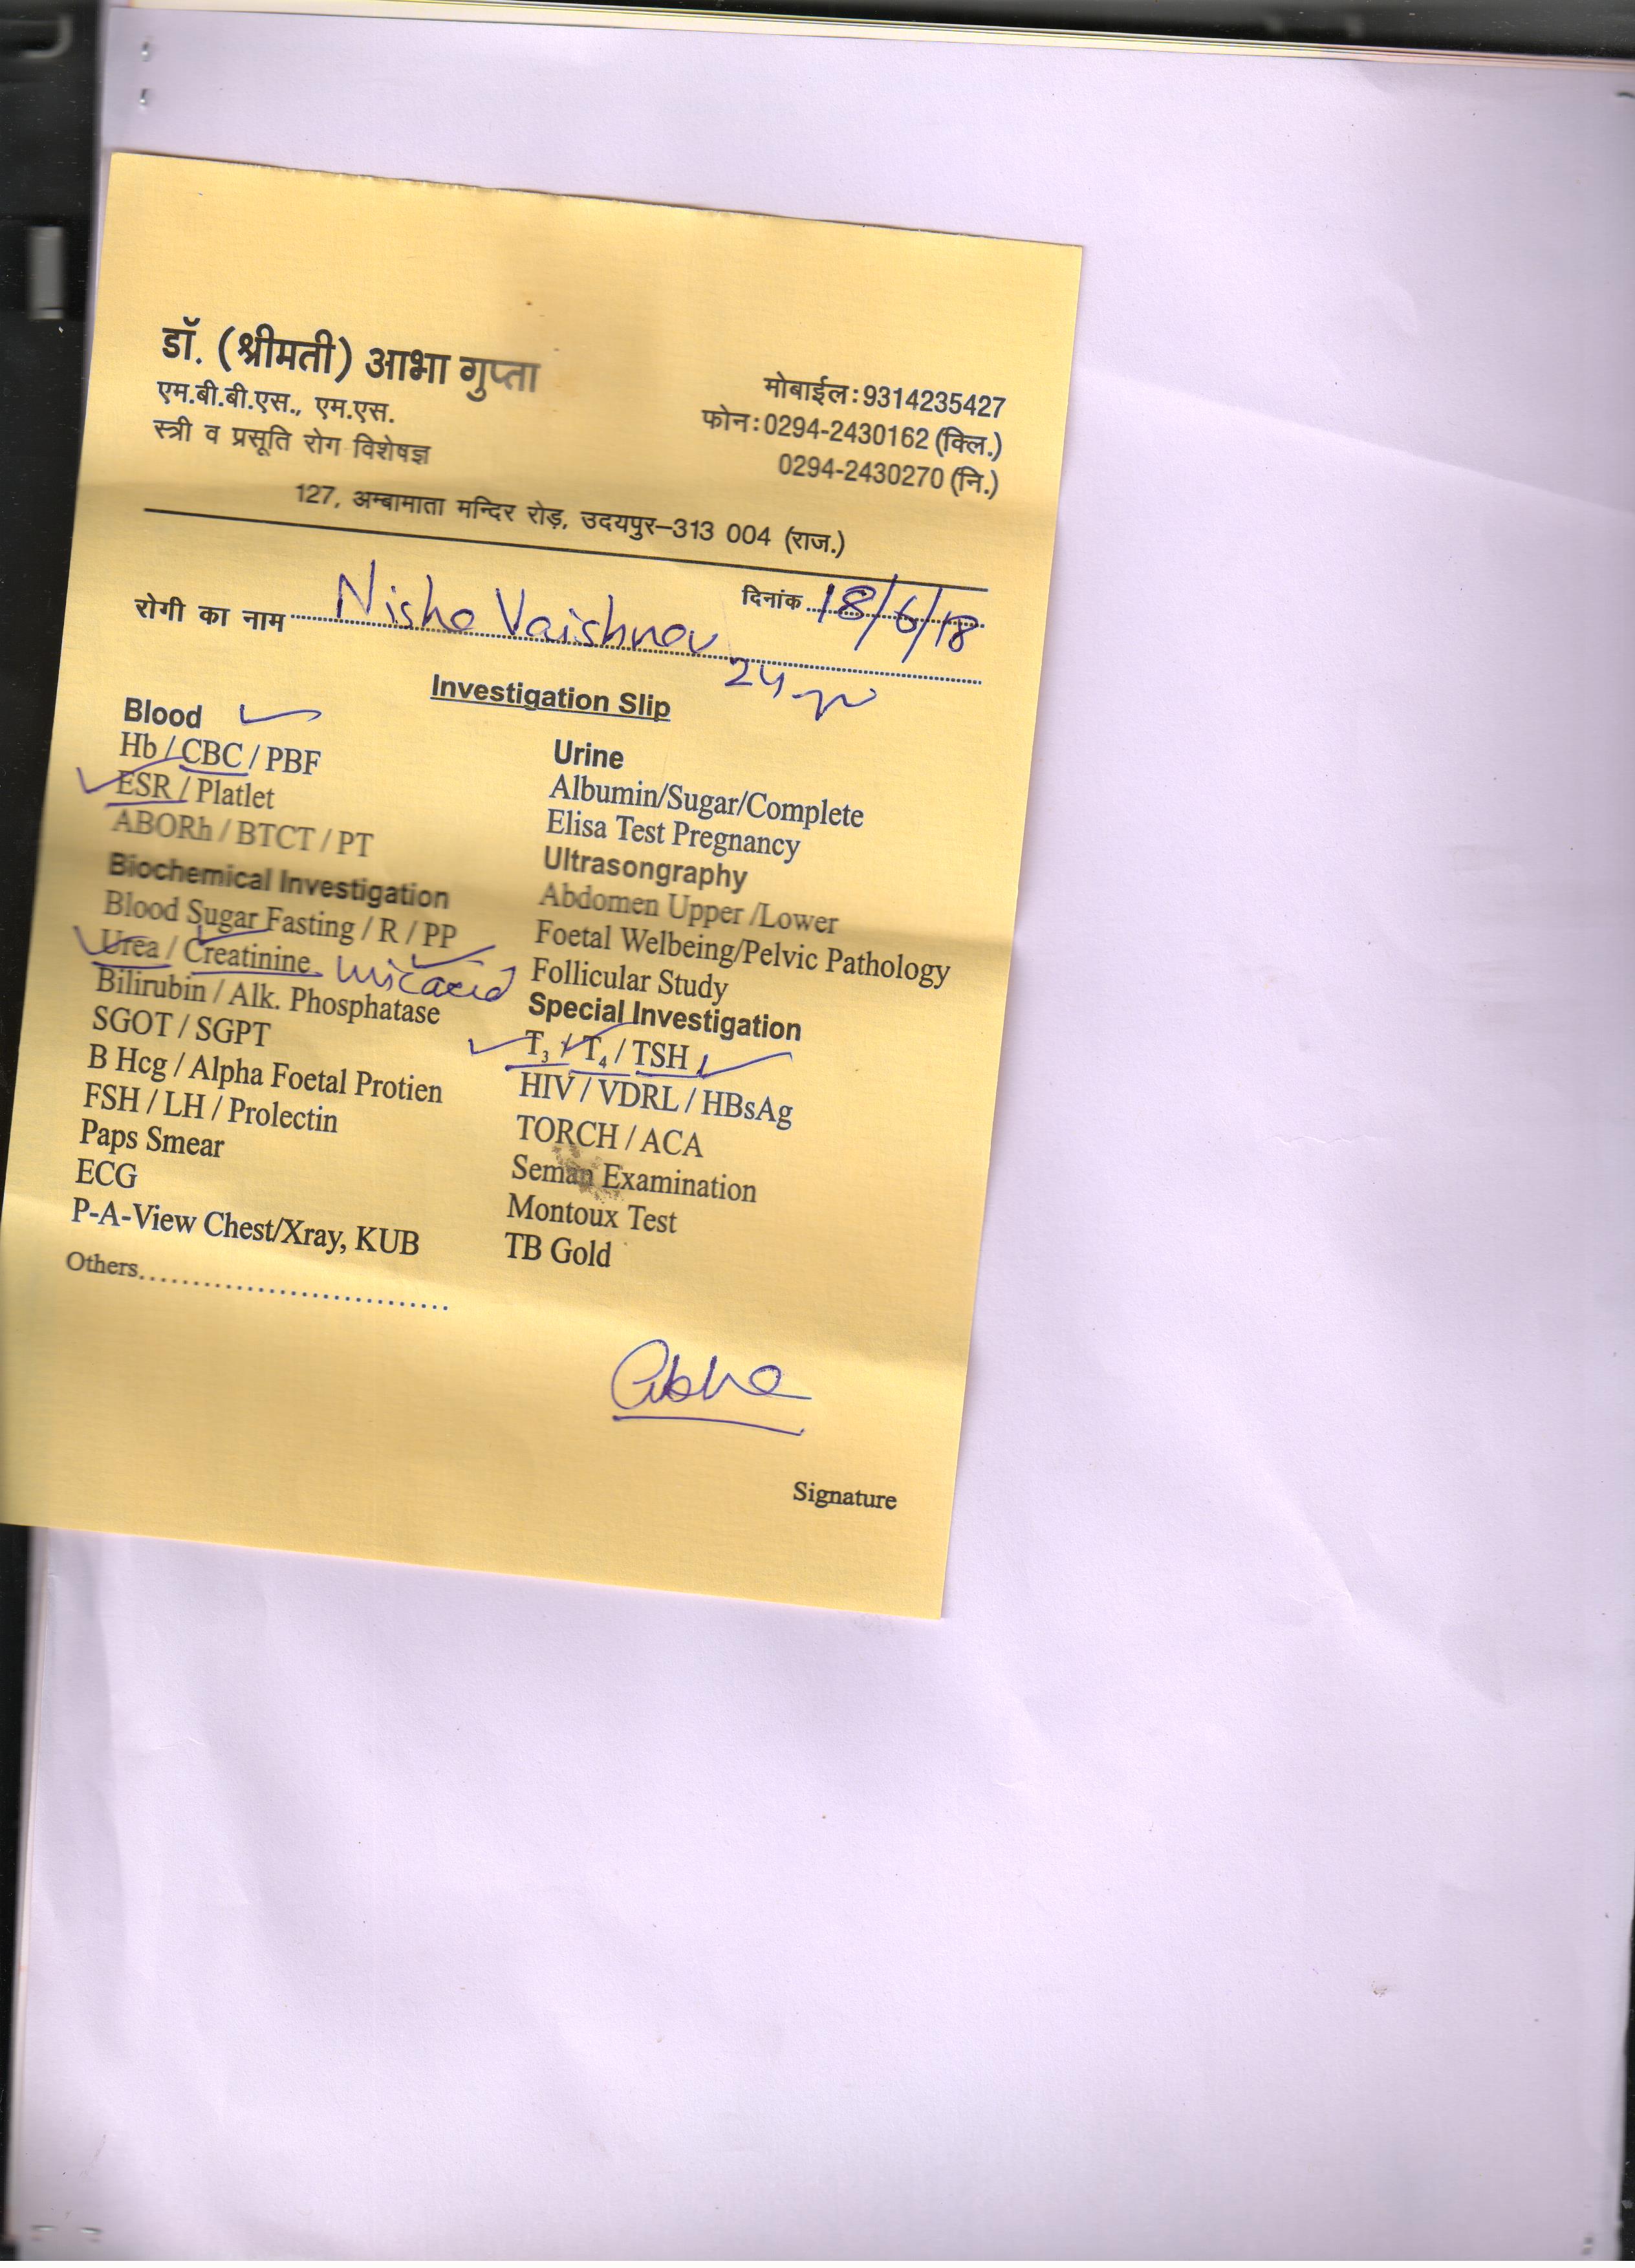 डॉ. (श्रीमती) आभा गुप्ता
एम.बी.बी.एस., एम.एस.
स्त्री व प्रसूति रोग विशेषज्ञ
मोबाईल : 9314235427
फोन : 0294-2430162 (क्लि.)
0294-2430270 (नि.)
127, अम्बामाता मन्दिर रोड़, उदयपुर–313 004 (राज.)
दिनांक 18/6/18
रोगी का नाम Nisha Vaishnav
24
Investigation Slip
Blood
Hb / CBC / PBF
ESR / Platlet
ABORh / BTCT / PT
Biochemical Investigation
Blood Sugar Fasting / R / PP
Urea / Creatinine uric acid
Bilirubin / Alk. Phosphatase
SGOT / SGPT
B Hcg / Alpha Foetal Protien
FSH / LH / Prolectin
Paps Smear
ECG
P-A-View Chest/Xray, KUB
Others
Urine
Albumin/Sugar/Complete
Elisa Test Pregnancy
Ultrasongraphy
Abdomen Upper /Lower
Foetal Welbeing/Pelvic Pathology
Follicular Study
Special Investigation
T3 / T4 / TSH
HIV / VDRL / HBsAg
TORCH / ACA
Seman Examination
Montoux Test
TB Gold
Abha
Signature